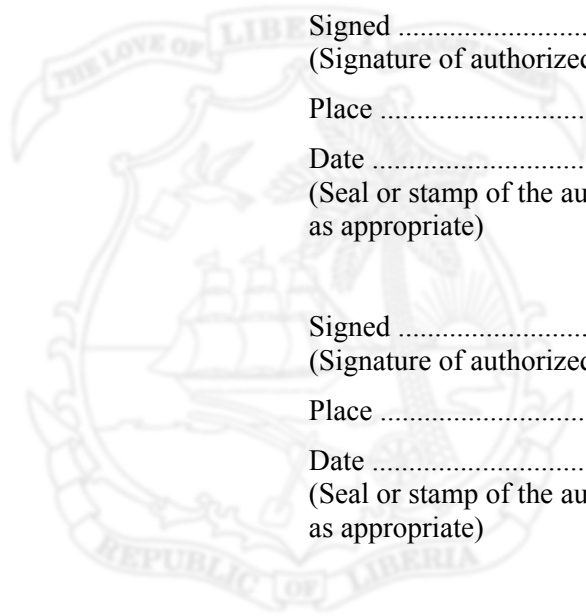 THE LOVE OF LIBE
Signed ............................
(Signature of authorized
Place ..............................
Date ...............................
(Seal or stamp of the au
as appropriate)
Signed ............................
(Signature of authorized
Place ..............................
Date ...............................
(Seal or stamp of the au
as appropriate)
REPUBLIC OF LIBERIA